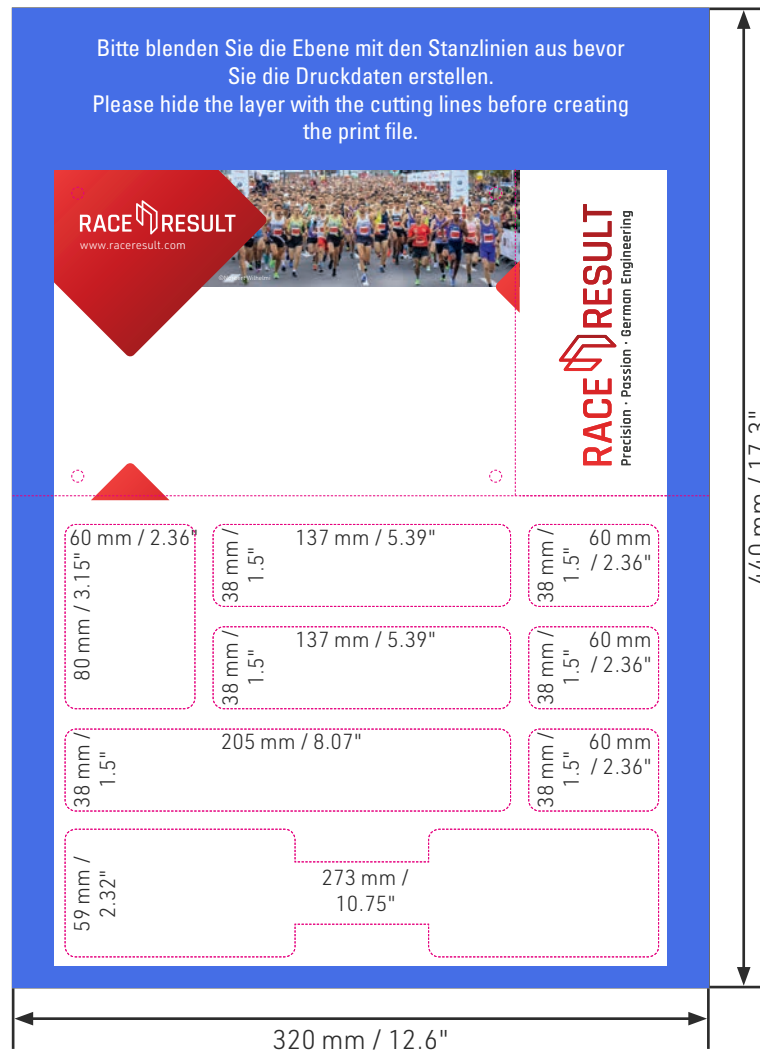 Bitte blenden Sie die Ebene mit den Stanzlinien aus bevor
Sie die Druckdaten erstellen.
Please hide the layer with the cutting lines before creating
the print file.
RACE RESULT
www.raceresult.com
RACE RESULT
Precision · Passion · German Engineering
440 mm / 17.3"
60 mm / 2.36"
80 mm / 3.15"
137 mm / 5.39"
38 mm /
1.5"
60 mm
/ 2.36"
38 mm /
1.5"
137 mm / 5.39"
38 mm /
1.5"
60 mm
/ 2.36"
38 mm /
1.5"
205 mm / 8.07"
38 mm /
1.5"
60 mm
/ 2.36"
38 mm /
1.5"
59 mm /
2.32"
273 mm /
10.75"
320 mm / 12.6"